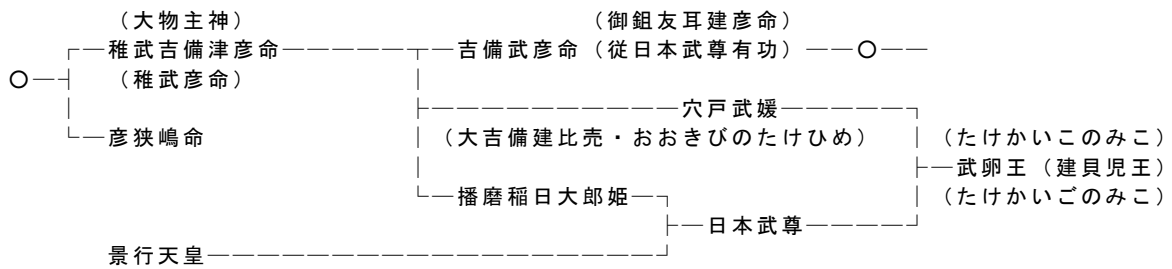 (大物主神) (御鉏友耳建彦命)
稚武吉備津彦命 吉備武彦命(従日本武尊有功) ○
○ (稚武彦命)
穴戸武媛
彦狭嶋命 (大吉備建比売・おおきびのたけひめ) (たけかいこのみこ)
武卵王(建貝児王)
播磨稲日大郎姫 (たけかいごのみこ)
日本武尊
景行天皇